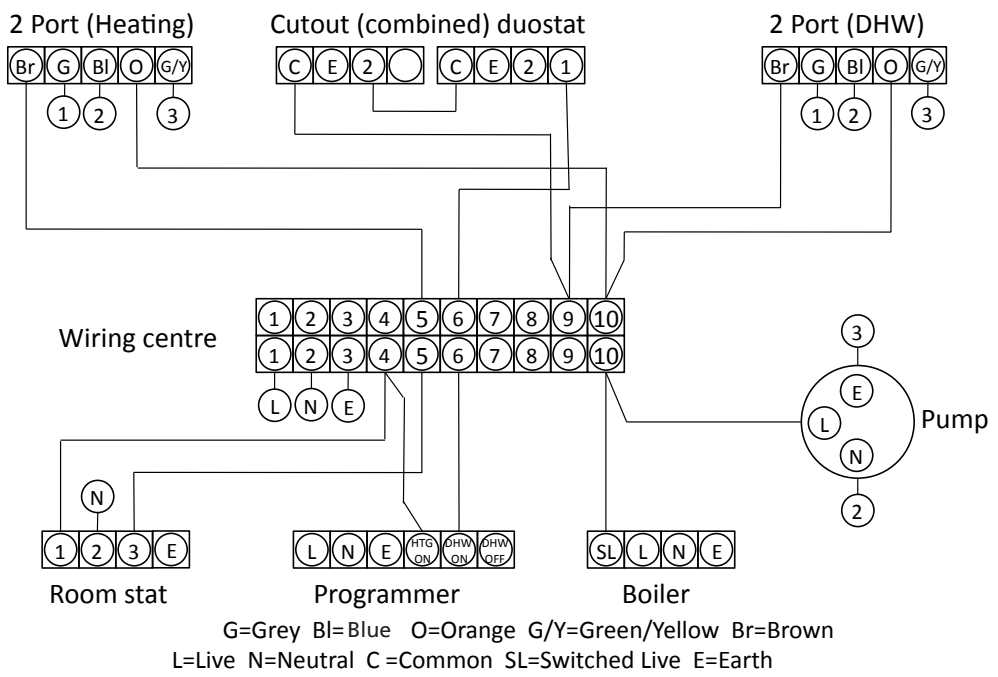 2 Port (Heating) Cutout (combined) duostat 2 Port (DHW)
Br G Bl O G/Y C E 2 C E 2 1 Br G Bl O G/Y
1 2 3 1 2 3
Wiring centre
1 2 3 4 5 6 7 8 9 10
1 2 3 4 5 6 7 8 9 10
L N E
3
E
L
N
Pump
2
N
1 2 3 E L N E HTG ON DHW ON DHW OFF SL L N E
Room stat Programmer Boiler
G=Grey Bl=Blue O=Orange G/Y=Green/Yellow Br=Brown
L=Live N=Neutral C =Common SL=Switched Live E=Earth